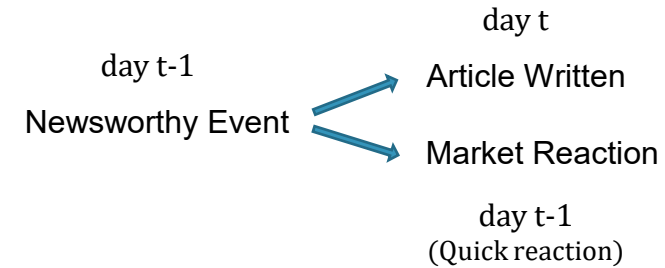 day t
day t-1
Article Written
Newsworthy Event
Market Reaction
day t-1
(Quick reaction)